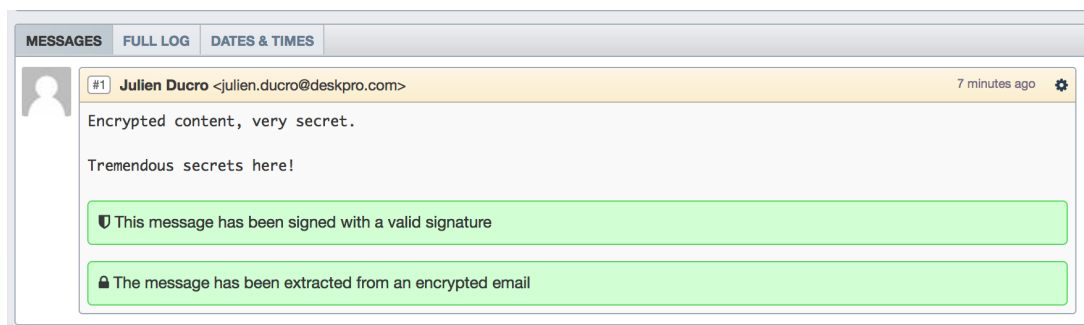 MESSAGES FULL LOG DATES & TIMES
#1 Julien Ducro <julien.ducro@deskpro.com> 7 minutes ago
Encrypted content, very secret.
Tremendous secrets here!
This message has been signed with a valid signature
The message has been extracted from an encrypted email